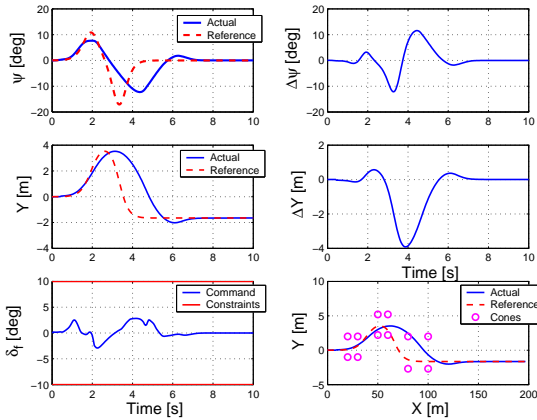 ψ [deg]
20
10
0
−10
−20
0 2 4 6 8 10
Actual
Reference
Δψ [deg]
20
10
0
−10
−20
0 2 4 6 8 10
Y [m]
6
4
2
0
−2
−4
0 2 4 6 8 10
Actual
Reference
ΔY [m]
2
0
−2
−4
0 2 4 6 8 10
Time [s]
δf [deg]
10
5
0
−5
−10
0 2 4 6 8 10
Time [s]
Command
Constraints
Y [m]
10
5
0
−5
0 50 100 150 200
X [m]
Actual
Reference
Cones